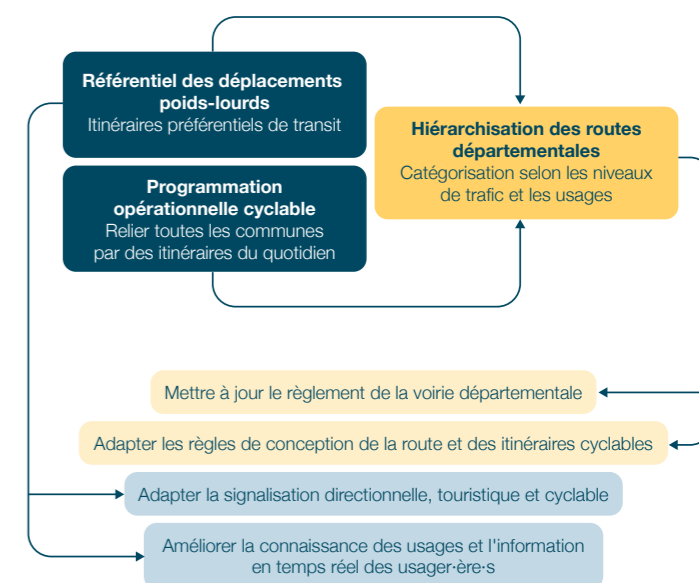 Référentiel des déplacements
poids-lourds
Itinéraires préférentiels de transit
Programmation
opérationnelle cyclable
Relier toutes les communes
par des itinéraires du quotidien
Hiérarchisation des routes
départementales
Catégorisation selon les niveaux
de trafic et les usages
Mettre à jour le règlement de la voirie départementale
Adapter les règles de conception de la route et des itinéraires cyclables
Adapter la signalisation directionnelle, touristique et cyclable
Améliorer la connaissance des usages et l'information
en temps réel des usager·ère·s